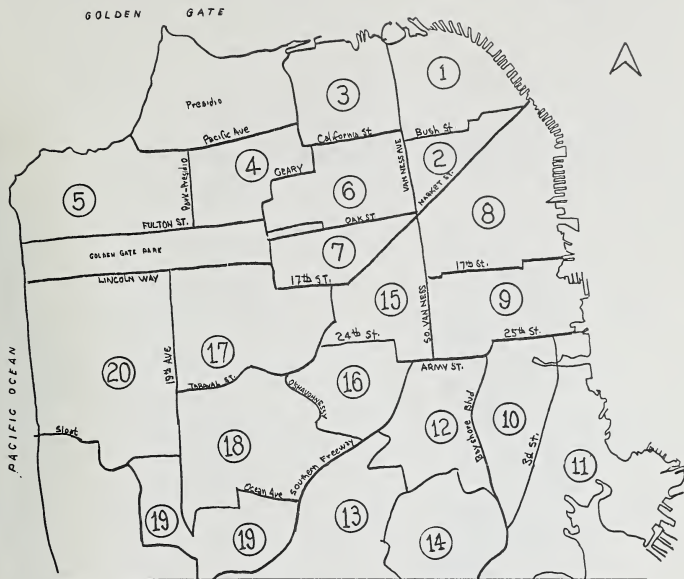 GOLDEN GATE
1
3
Presidio
Pacific Ave
California St
Bush St
2
4
GEARY
VAN NESS AVE
MARKET ST.
Park-Presidio
5
6
8
FULTON ST.
OAK ST
GOLDEN GATE PARK
7
LINCOLN WAY
17th ST.
17th St.
15
SO. VAN NESS
9
24th St.
25th ST.
PACIFIC OCEAN
19th AVE
20
17
ARMY ST.
16
TARAVAL ST.
OSHAUGHNESSY
Bayshore Blvd
10
3rd St.
12
Sloat
18
Southern Freeway
11
Ocean Ave
13
19
19
14